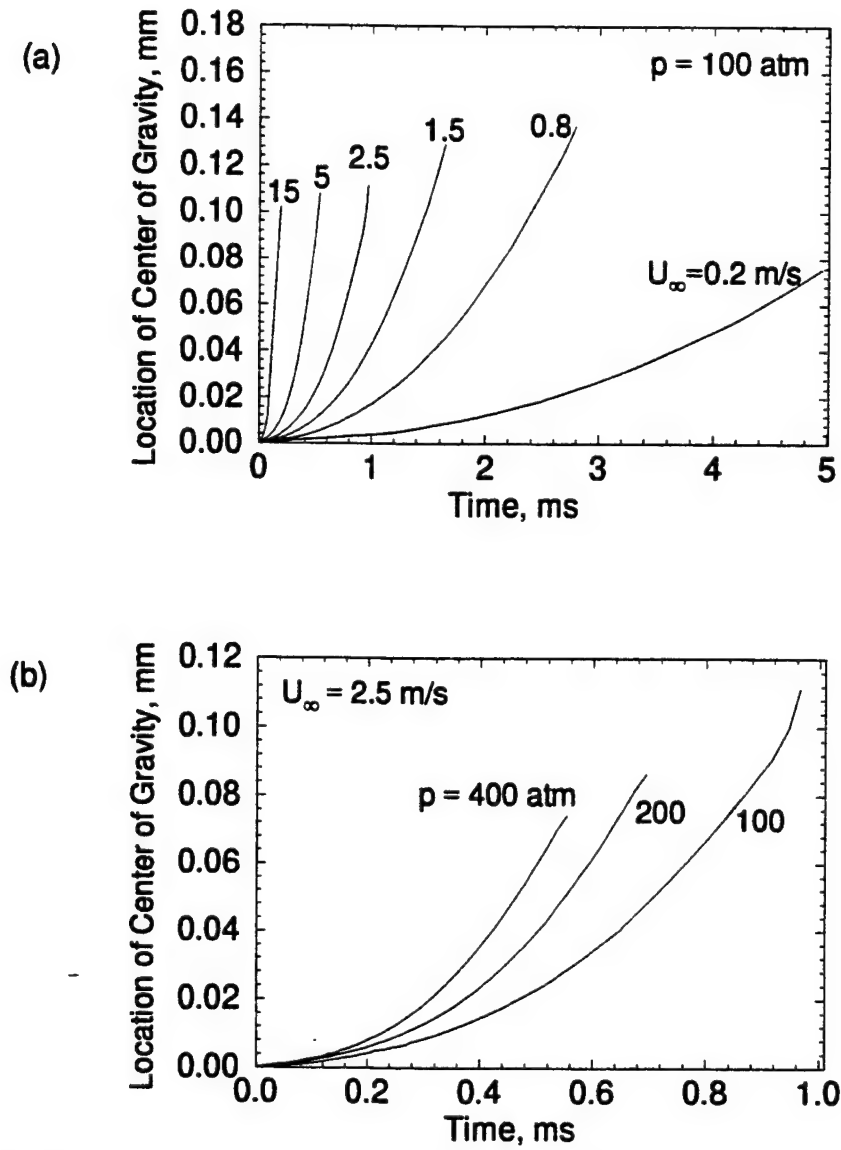 (a)
Location of Center of Gravity, mm
0.18
0.16
0.14
0.12
0.10
0.08
0.06
0.04
0.02
0.00
p = 100 atm
15
5
2.5
1.5
0.8
U∞=0.2 m/s
0 1 2 3 4 5
Time, ms
(b)
Location of Center of Gravity, mm
0.12
0.10
0.08
0.06
0.04
0.02
0.00
U∞ = 2.5 m/s
p = 400 atm
200
100
0.0 0.2 0.4 0.6 0.8 1.0
Time, ms